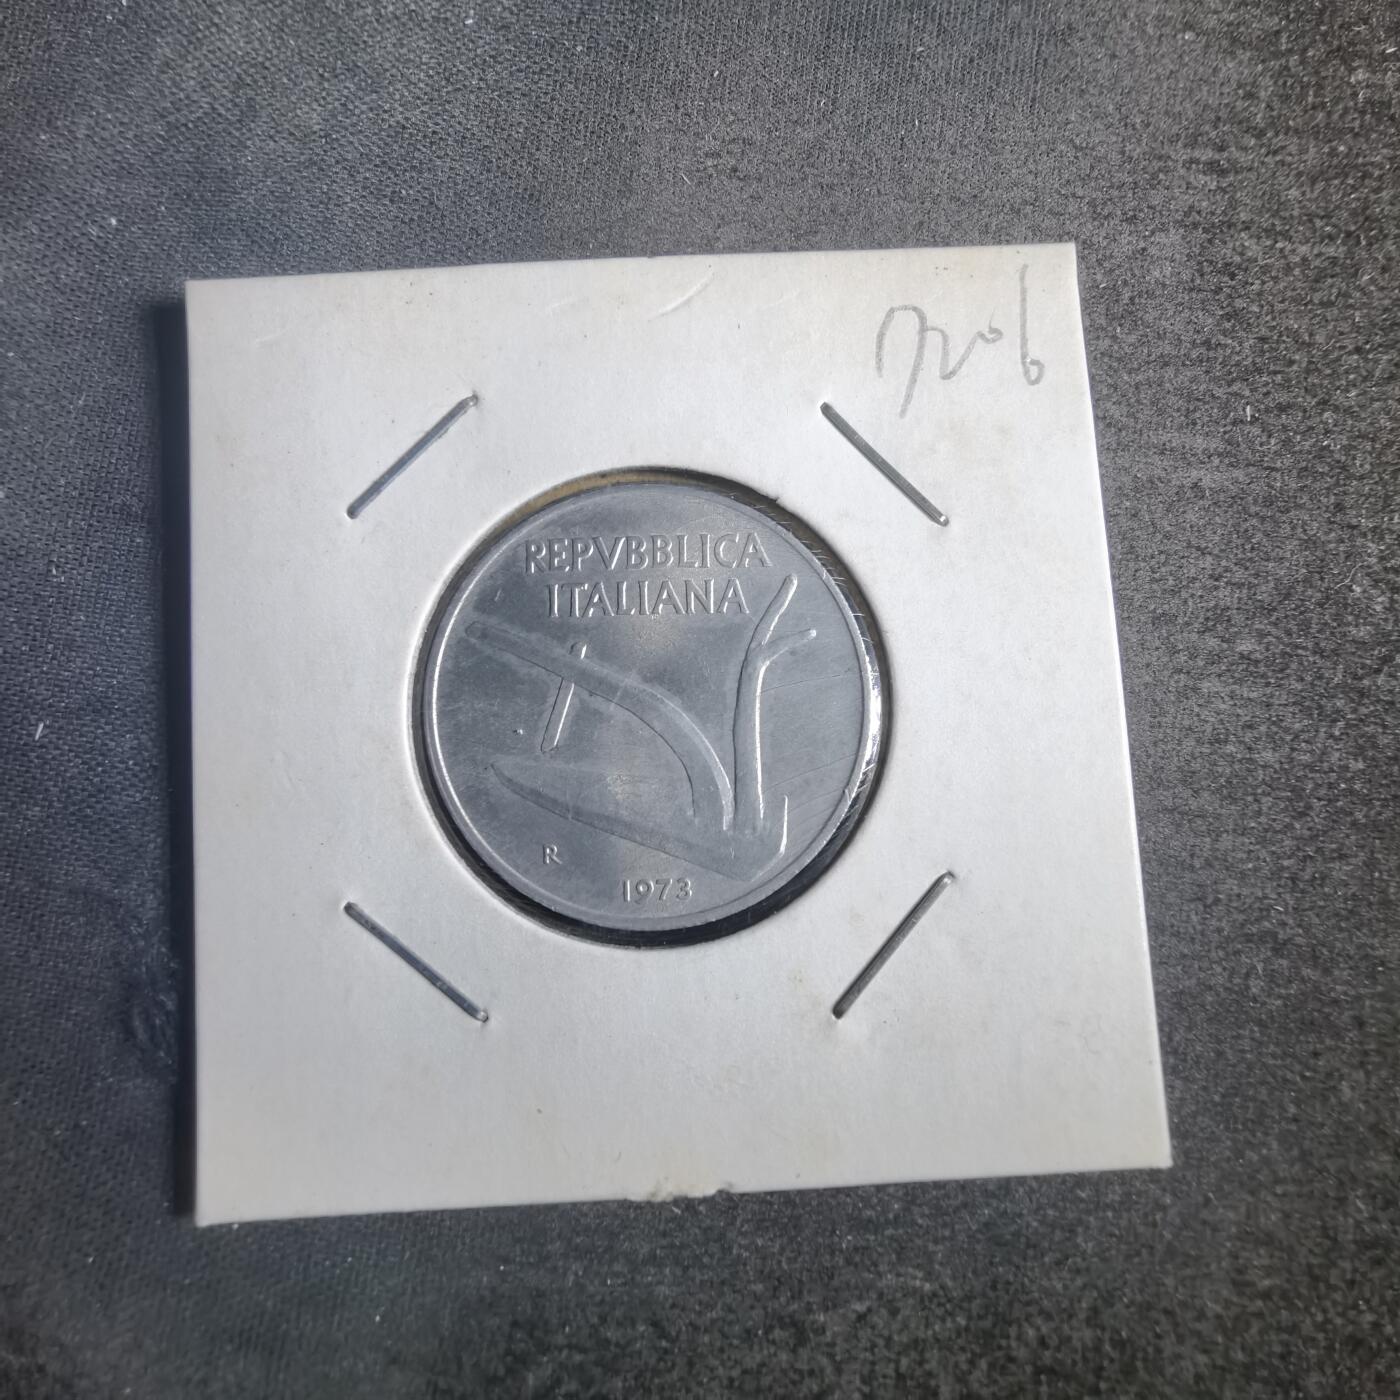 REPVBBLICA
ITALIANA
R
1973